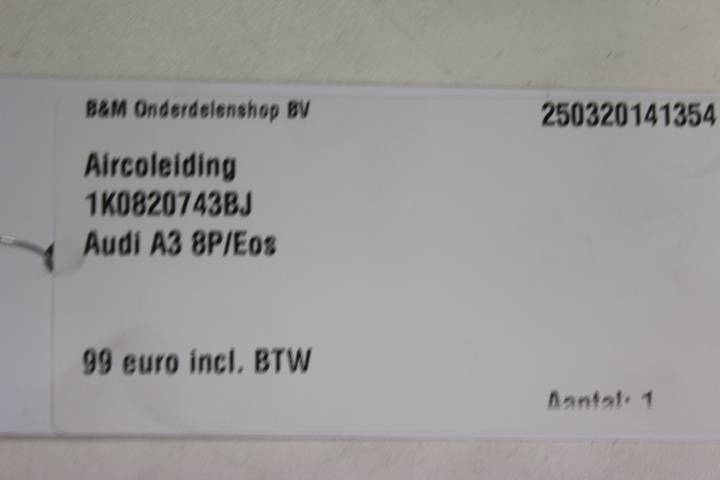 B&M Onderdelenshop BV
250320141354
Aircoleiding
1K0820743BJ
Audi A3 8P/Eos
99 euro incl. BTW
Aantal: 1